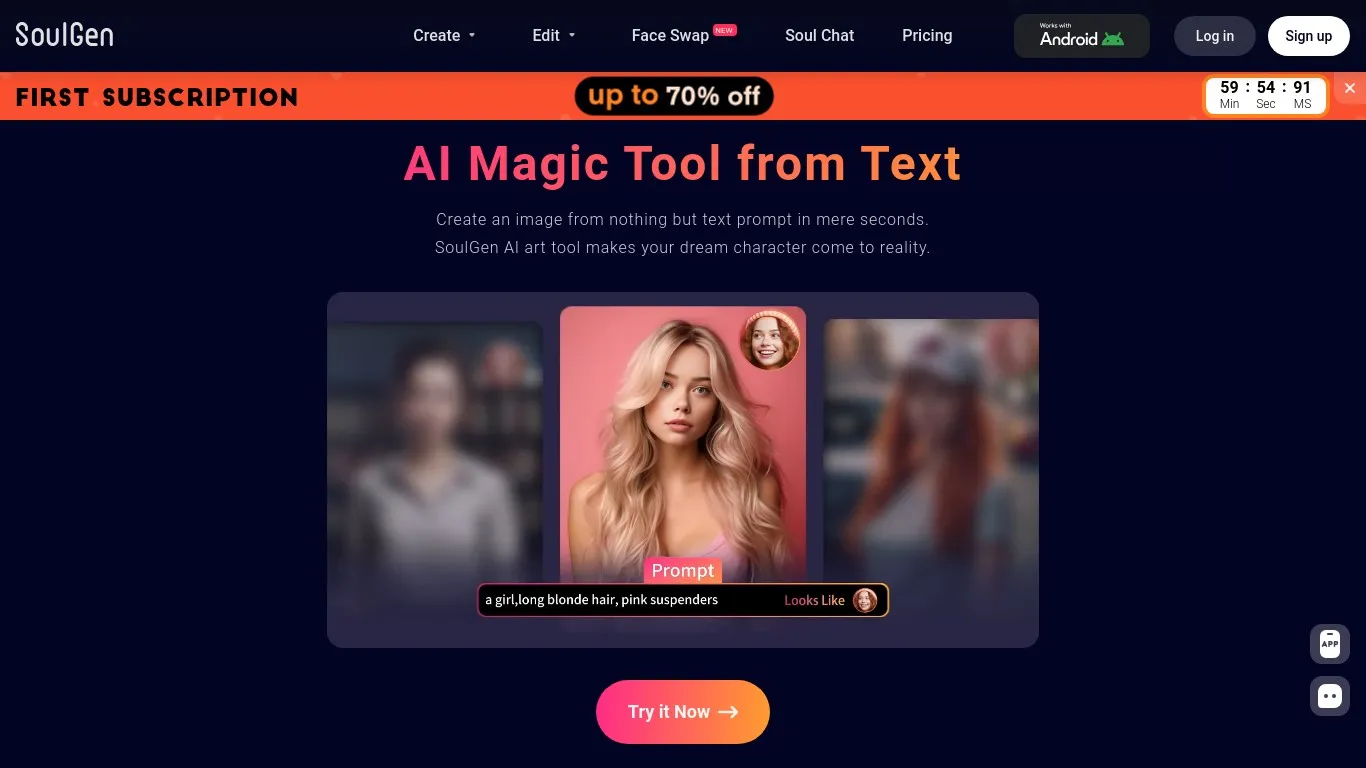 SoulGen
Create
Edit
Face Swap NEW
Soul Chat
Pricing
Works with
Android
Log in
Sign up
FIRST SUBSCRIPTION
up to 70% off
59 : 54 : 91
Min Sec MS
AI Magic Tool from Text
Create an image from nothing but text prompt in mere seconds.
SoulGen AI art tool makes your dream character come to reality.
Prompt
a girl,long blonde hair, pink suspenders
Looks Like
APP
Try it Now